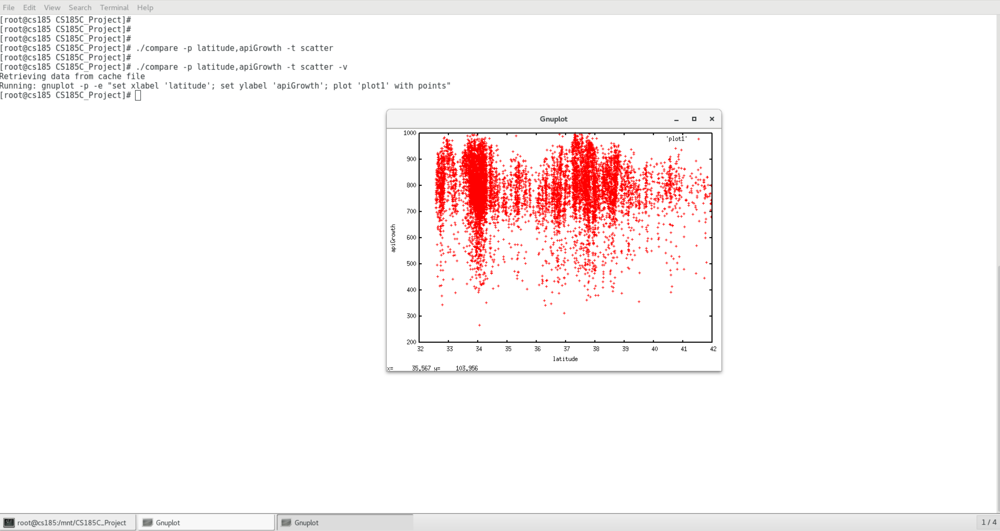 File Edit View Search Terminal Help
[root@cs185 CS185C_Project]#
[root@cs185 CS185C_Project]#
[root@cs185 CS185C_Project]#
[root@cs185 CS185C_Project]# ./compare -p latitude,apiGrowth -t scatter
[root@cs185 CS185C_Project]#
[root@cs185 CS185C_Project]# ./compare -p latitude,apiGrowth -t scatter -v
Retrieving data from cache file
Running: gnuplot -p -e "set xlabel 'latitude'; set ylabel 'apiGrowth'; plot 'plot1' with points"
[root@cs185 CS185C_Project]#
Gnuplot
'plot1'
1000
900
800
700
600
500
400
300
200
apiGrowth
32 33 34 35 36 37 38 39 40 41 42
latitude
x= 35.567 y= 103.956
root@cs185:/mnt/CS185C_Project Gnuplot Gnuplot 1 / 4